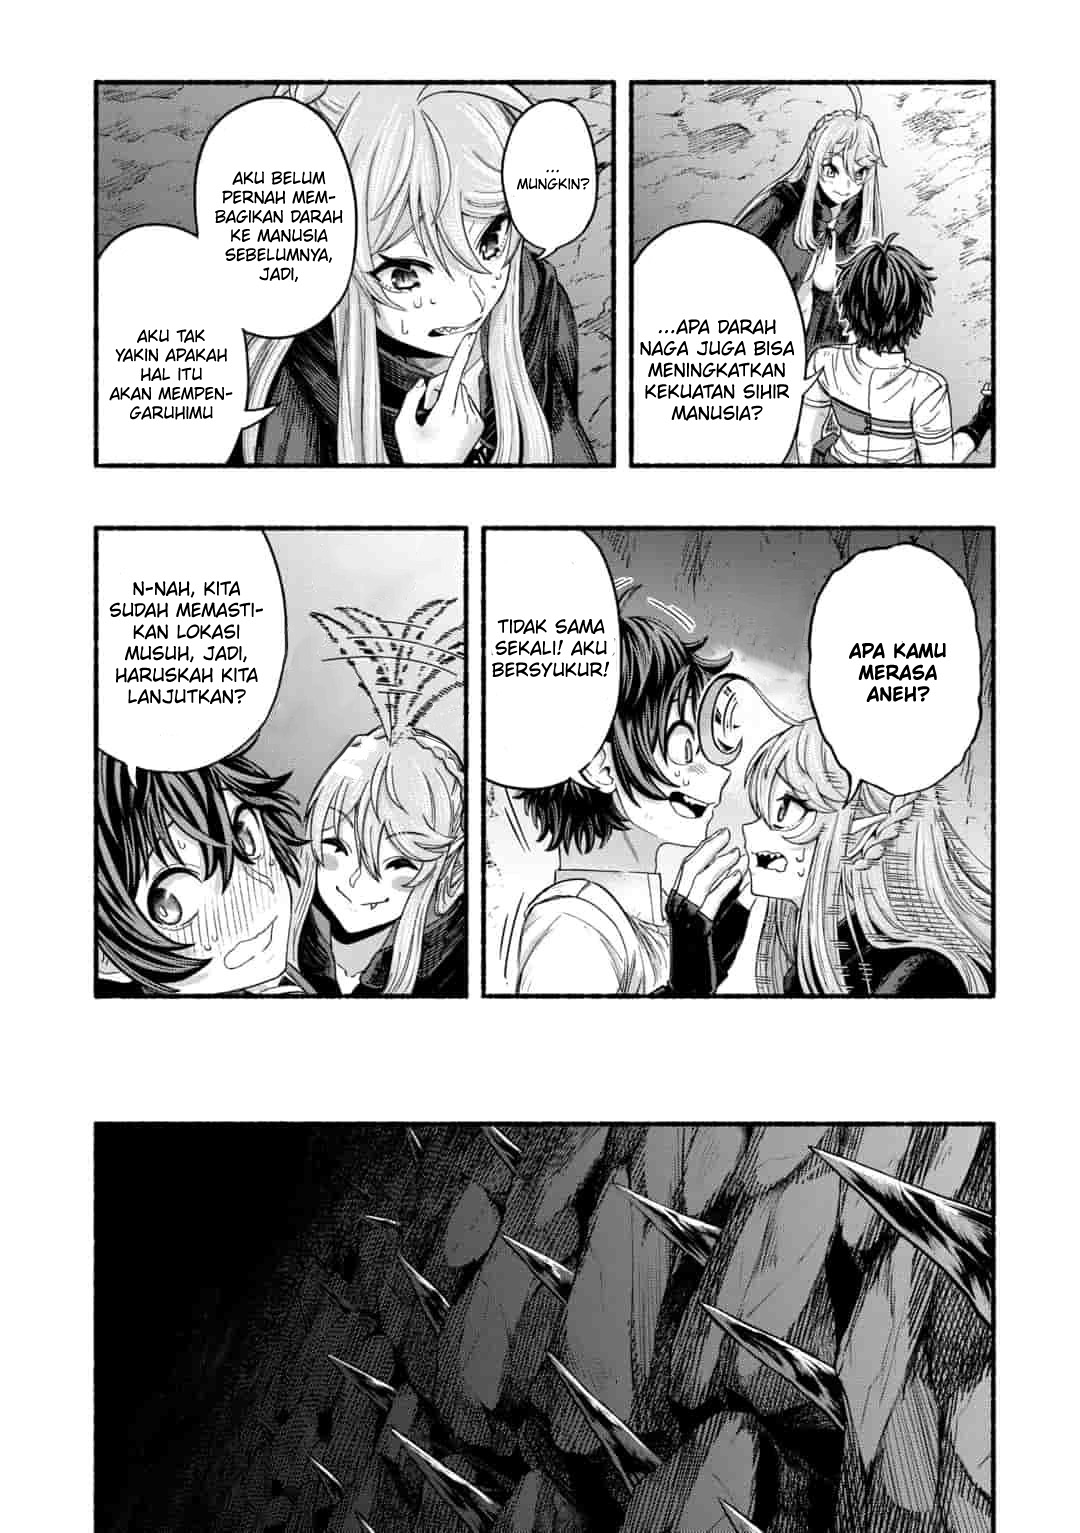 ...APA DARAH
NAGA JUGA BISA
MENINGKATKAN
KEKUATAN SIHIR
MANUSIA?
...
MUNGKIN?
AKU BELUM
PERNAH MEM-
BAGIKAN DARAH
KE MANUSIA
SEBELUMNYA,
JADI,
AKU TAK
YAKIN APAKAH
HAL ITU
AKAN MEMPEN-
GARUHIMU
APA KAMU
MERASA
ANEH?
TIDAK SAMA
SEKALI! AKU
BERSYUKUR!
N-NAH, KITA
SUDAH MEMASTI-
KAN LOKASI
MUSUH, JADI,
HARUSKAH KITA
LANJUTKAN?